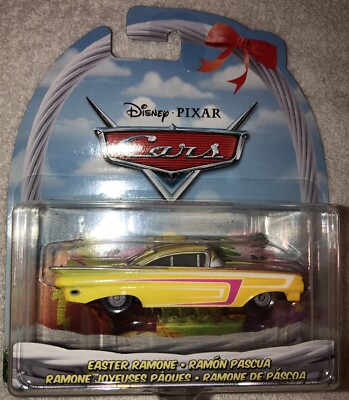 Disney · PIXAR
Cars
EASTER RAMONE • RAMÓN PASCUA
RAMONE JOYEUSES PÂQUES • RAMONE DE PÁSCOA